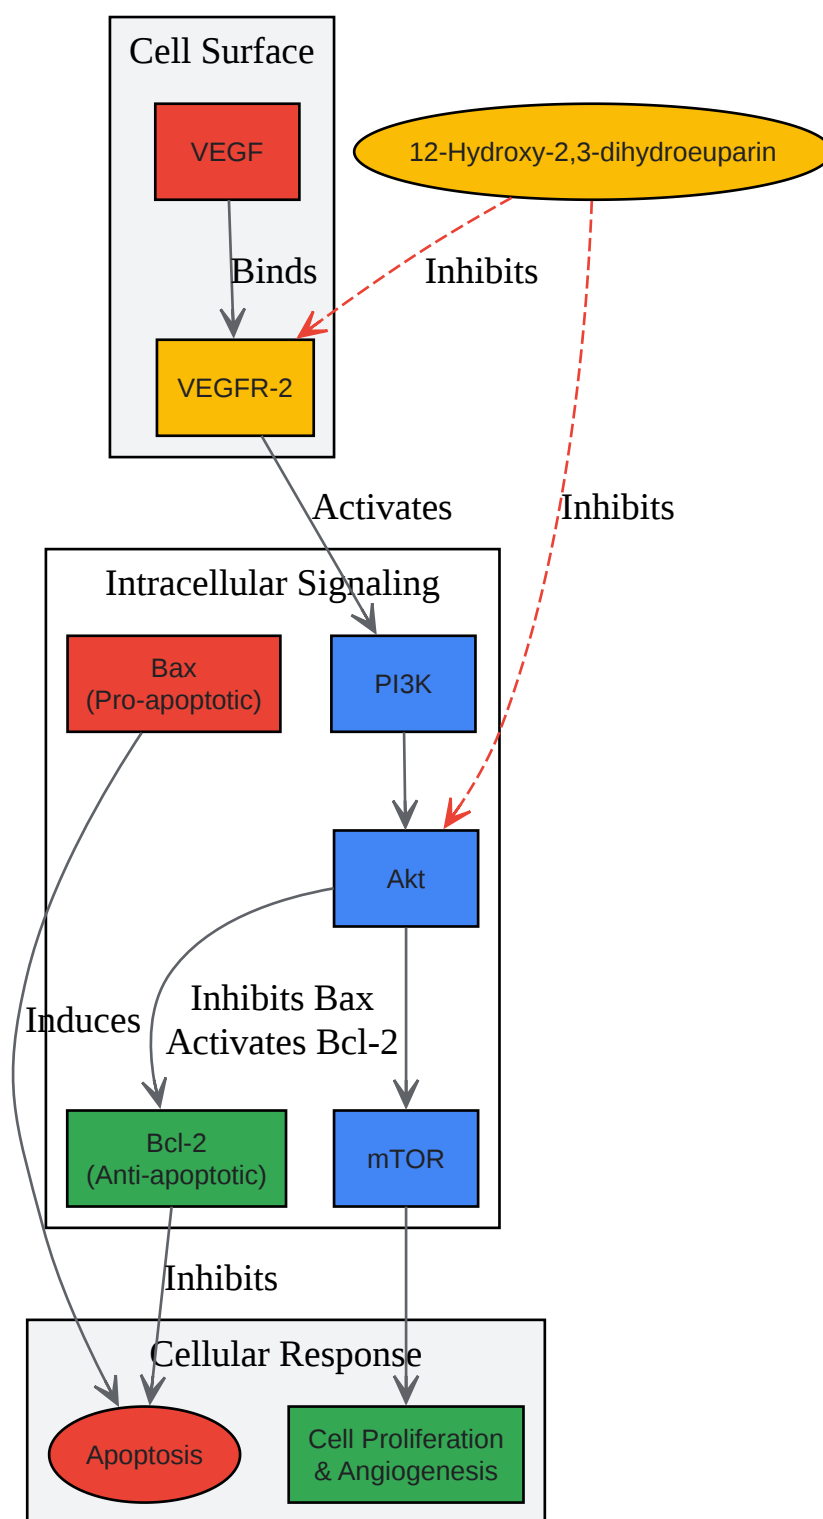 Cell Surface
VEGF
12-Hydroxy-2,3-dihydroeuparin
Binds
Inhibits
VEGFR-2
Activates
Inhibits
Intracellular Signaling
Bax
(Pro-apoptotic)
PI3K
Akt
Induces
Inhibits Bax
Activates Bcl-2
Bcl-2
(Anti-apoptotic)
mTOR
Inhibits
Cellular Response
Apoptosis
Cell Proliferation
& Angiogenesis